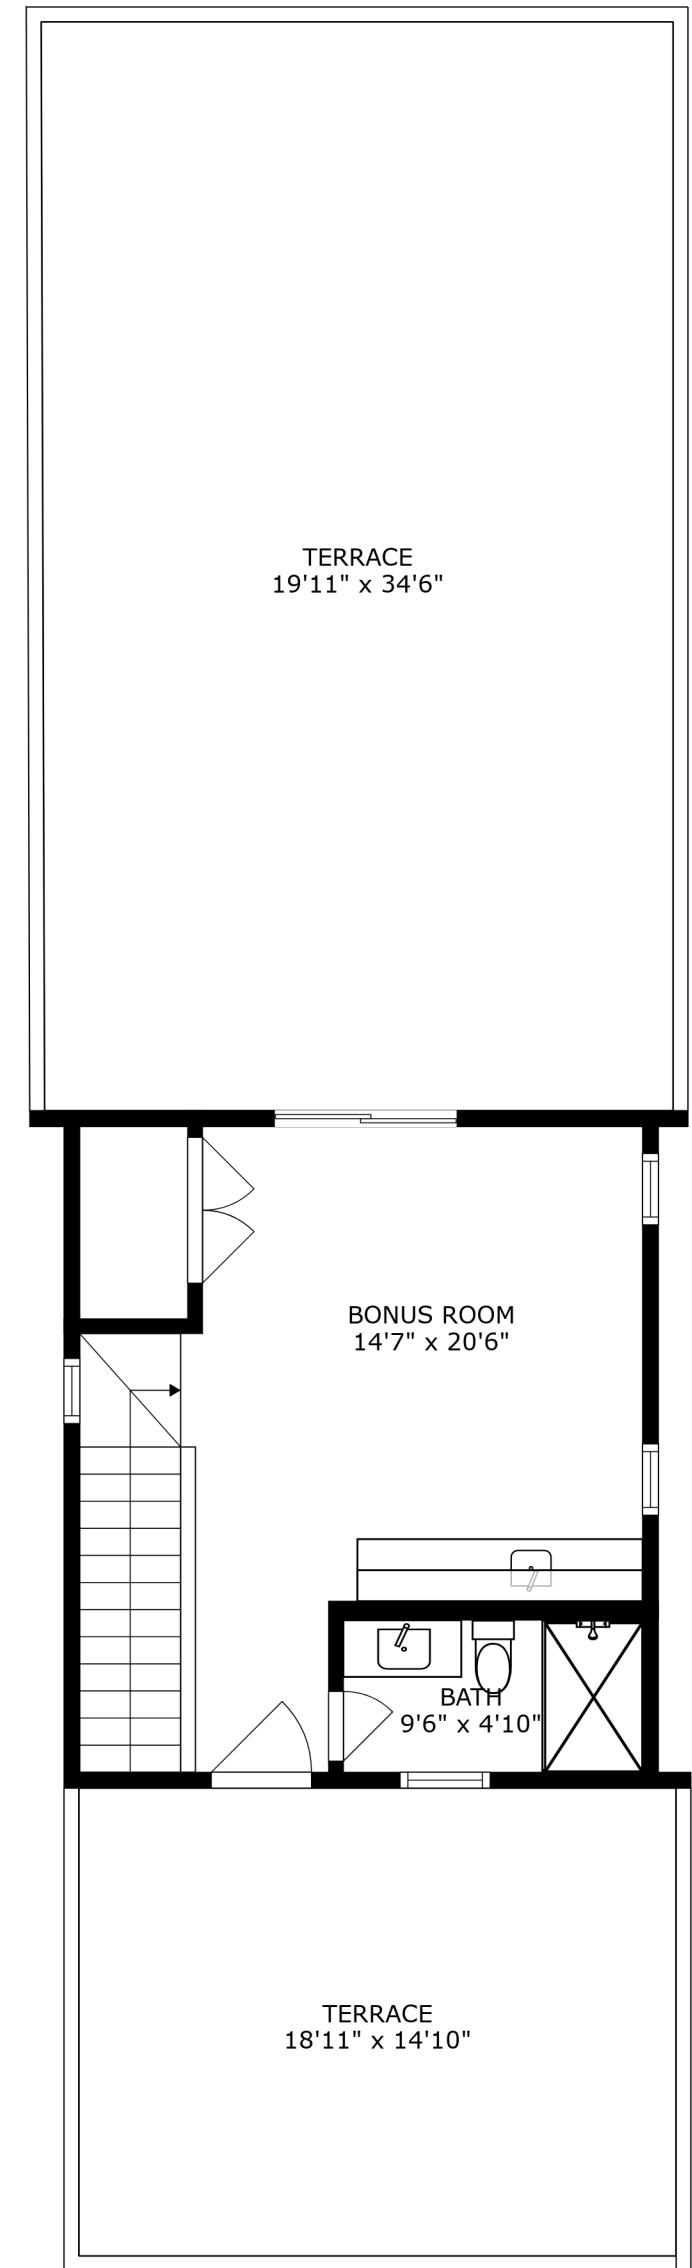 TERRACE
19'11" x 34'6"
BONUS ROOM
14'7" x 20'6"
BATH
9'6" x 4'10"
TERRACE
18'11" x 14'10"